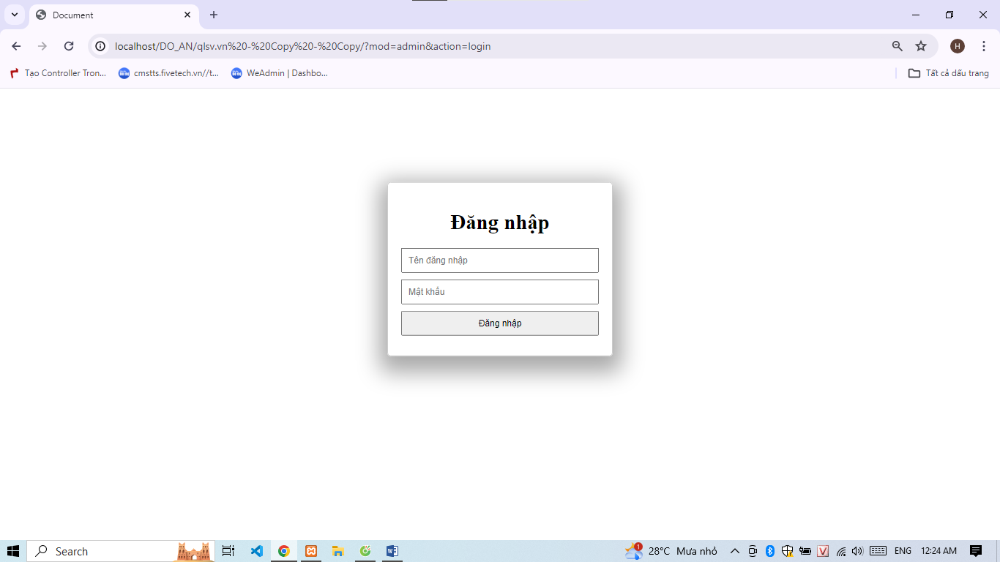 Document
localhost/DO_AN/qlsv.vn%20-%20Copy%20-%20Copy/?mod=admin&action=login
H
Tạo Controller Tron...
cmstts.fivetech.vn//t...
WeAdmin | Dashbo...
Tất cả dấu trang
Đăng nhập
Tên đăng nhập
Mật khẩu
Đăng nhập
Search
1
28°C Mưa nhỏ
V
ENG
12:24 AM